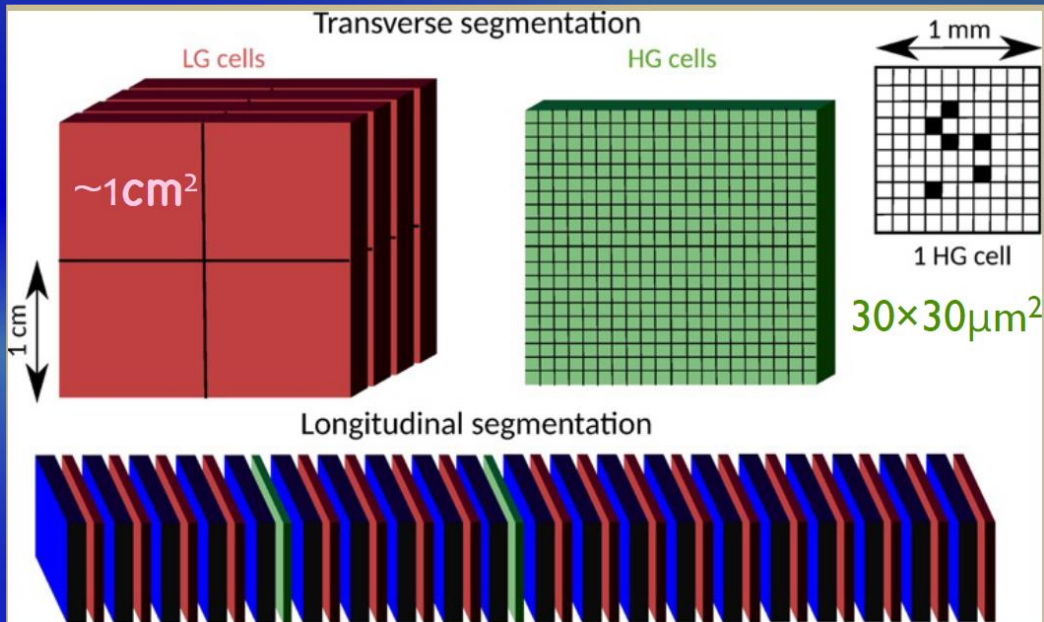 Transverse segmentation
LG cells
HG cells
1 mm
~1cm²
1 cm
1 HG cell
30×30μm²
Longitudinal segmentation